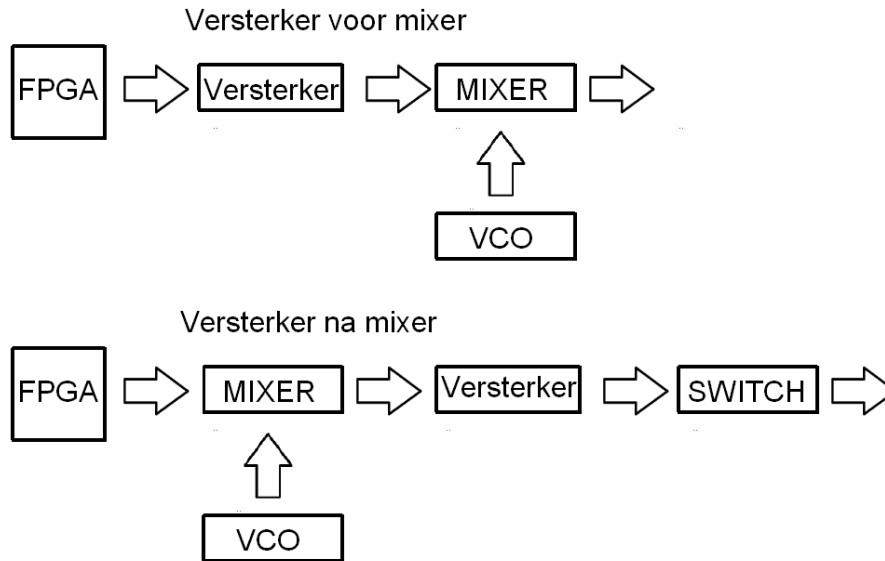 Versterker voor mixer
FPGA
Versterker
MIXER
VCO
Versterker na mixer
FPGA
MIXER
Versterker
SWITCH
VCO